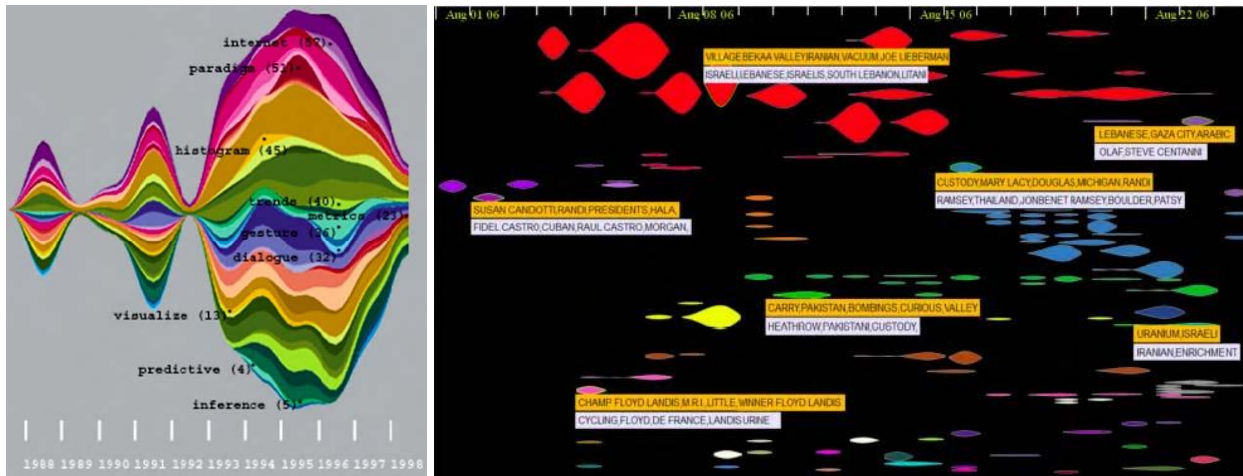 internet (57)
paradigm (52)
histogram (45)
trends (40)
metrics (23)
gesture (36)
dialogue (32)
visualize (13)
predictive (4)
inference (5)
1988 1989 1990 1991 1992 1993 1994 1995 1996 1997 1998
Aug 01 06 Aug 08 06 Aug 15 06 Aug 22 06
VILLAGE,BEKAA VALLEY,IRANIAN, VACUUM,JOE LIEBERMAN
ISRAELI,LEBANESE,ISRAELIS,SOUTH LEBANON,LITANI
LEBANESE,GAZA CITY,ARABIC
OLAF,STEVE CENTANNI
CUSTODY,MARY LACY,DOUGLAS,MICHIGAN,RANDI
RAMSEY,THAILAND,JONBENET RAMSEY,BOULDER,PATSY
SUSAN CANDIOTTI,RANDI,PRESIDENTS,HALA,
FIDEL CASTRO,CUBAN,RAUL CASTRO,MORGAN,
CARRY,PAKISTAN,BOMBINGS,CURIOUS,VALLEY
HEATHROW,PAKISTANI,CUSTODY,
URANIUM,ISRAELI
IRANIAN,ENRICHMENT
CHAMP FLOYD LANDIS,M.R.I.,LITTLE,WINNER FLOYD LANDIS
CYCLING,FLOYD,DE FRANCE,LANDIS,URINE